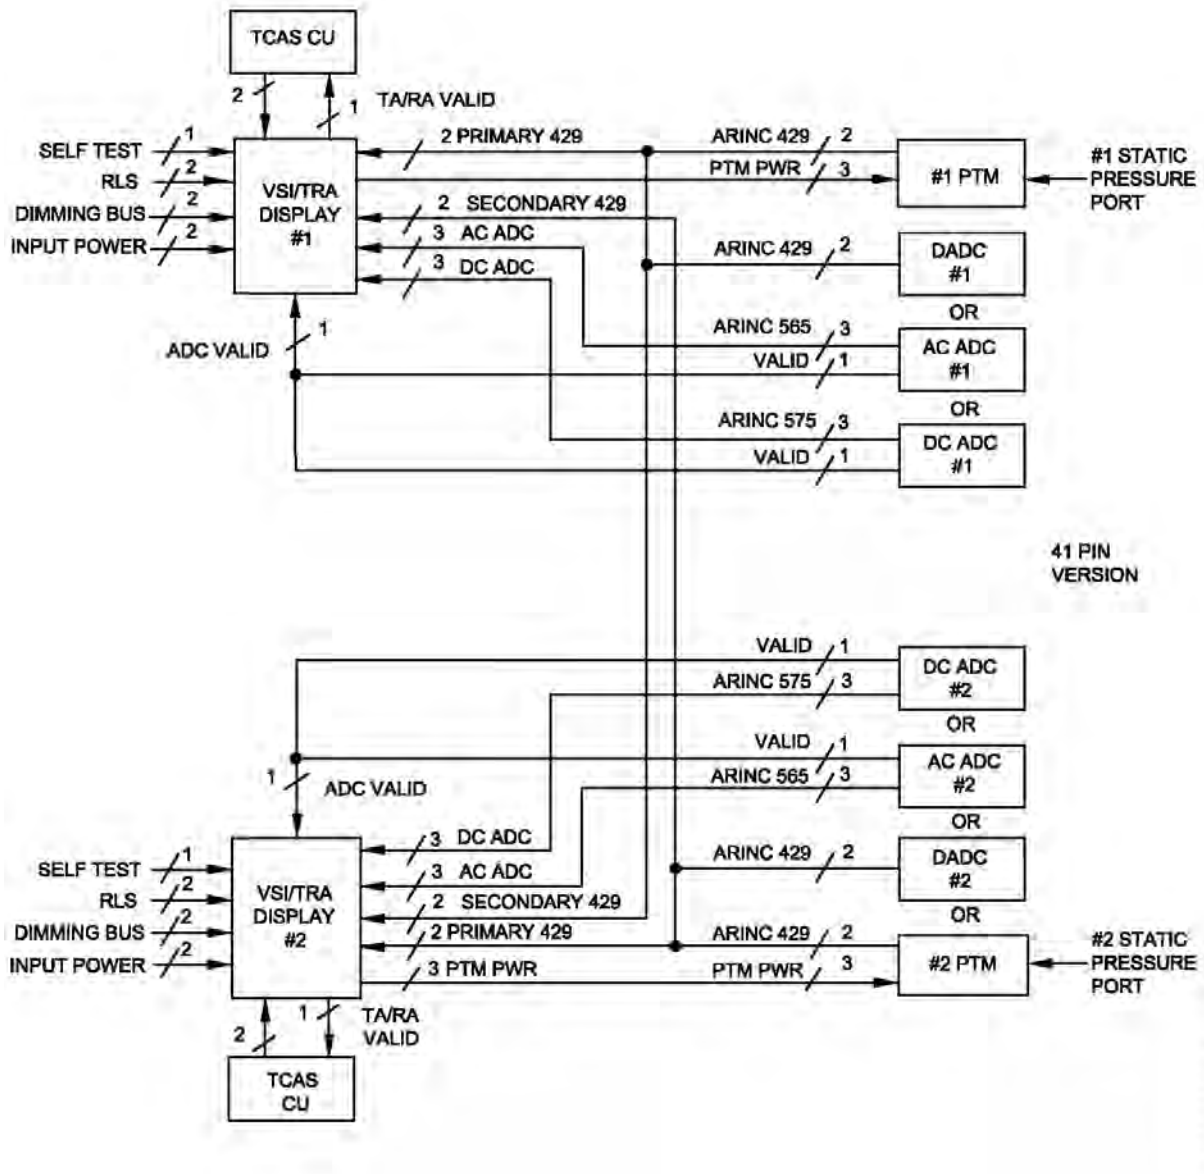 TCAS CU
2
1
TA/RA VALID
SELF TEST
1
RLS
2
DIMMING BUS
2
INPUT POWER
2
VSI/TRA
DISPLAY
#1
2 PRIMARY 429
ARINC 429
2
PTM PWR
3
#1 PTM
#1 STATIC
PRESSURE
PORT
2 SECONDARY 429
3 AC ADC
3 DC ADC
ARINC 429
2
DADC
#1
OR
ADC VALID
1
ARINC 565
3
VALID
1
AC ADC
#1
OR
ARINC 575
3
VALID
1
DC ADC
#1
41 PIN
VERSION
VALID
1
ARINC 575
3
DC ADC
#2
OR
VALID
1
ARINC 565
3
AC ADC
#2
OR
1
ADC VALID
3 DC ADC
3 AC ADC
2 SECONDARY 429
2 PRIMARY 429
3 PTM PWR
ARINC 429
2
DADC
#2
OR
SELF TEST
1
RLS
2
DIMMING BUS
2
INPUT POWER
2
VSI/TRA
DISPLAY
#2
ARINC 429
2
PTM PWR
3
#2 PTM
#2 STATIC
PRESSURE
PORT
2
1
TA/RA
VALID
TCAS
CU